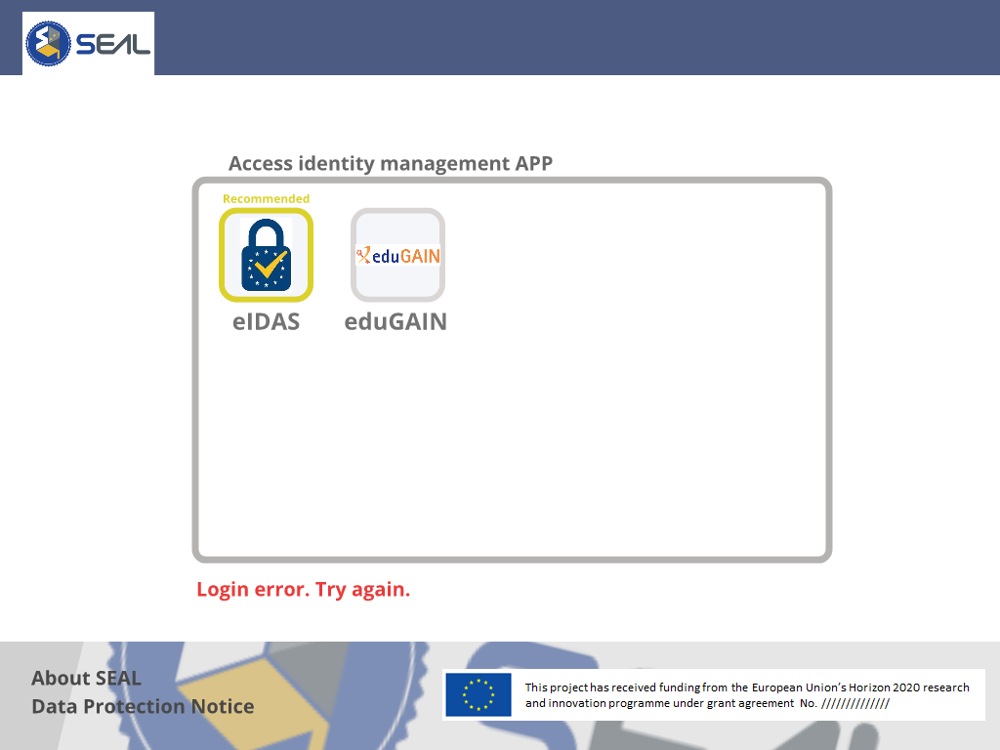 SEAL
Access identity management APP
Recommended
eduGAIN
eIDAS
eduGAIN
Login error. Try again.
About SEAL
Data Protection Notice
This project has received funding from the European Union's Horizon 2020 research
and innovation programme under grant agreement No. //////////////